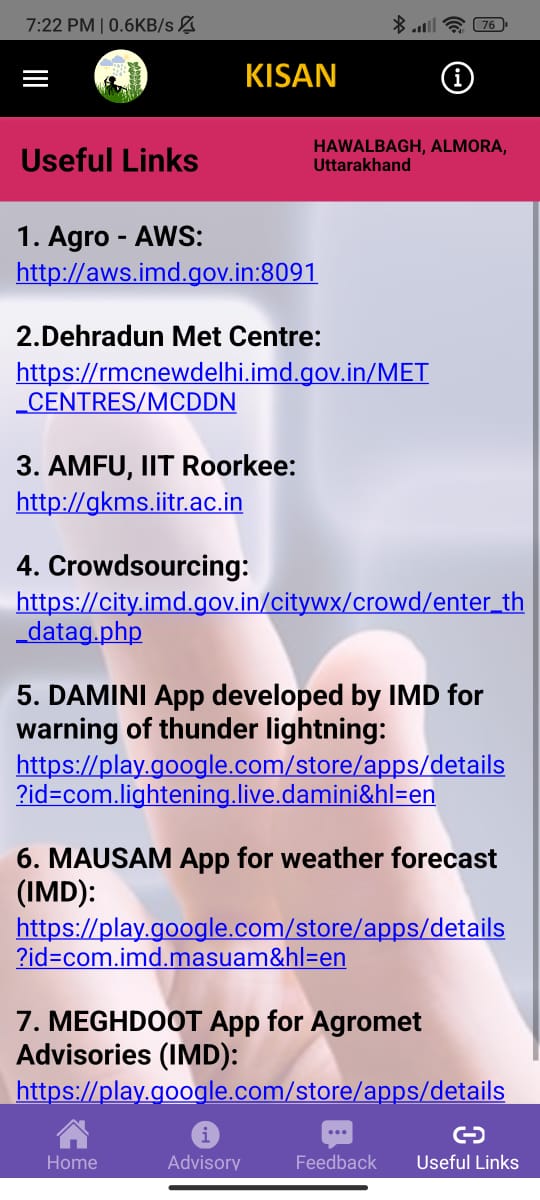 7:22 PM | 0.6KB/s
76
KISAN
Useful Links
HAWALBAGH, ALMORA,
Uttarakhand
1. Agro - AWS:
http://aws.imd.gov.in:8091
2.Dehradun Met Centre:
https://rmcnewdelhi.imd.gov.in/MET
_CENTRES/MCDDN
3. AMFU, IIT Roorkee:
http://gkms.iitr.ac.in
4. Crowdsourcing:
https://city.imd.gov.in/citywx/crowd/enter_th
_datag.php
5. DAMINI App developed by IMD for
warning of thunder lightning:
https://play.google.com/store/apps/details
?id=com.lightening.live.damini&hl=en
6. MAUSAM App for weather forecast
(IMD):
https://play.google.com/store/apps/details
?id=com.imd.masuam&hl=en
7. MEGHDOOT App for Agromet
Advisories (IMD):
https://play.google.com/store/apps/details
Home
Advisory
Feedback
Useful Links